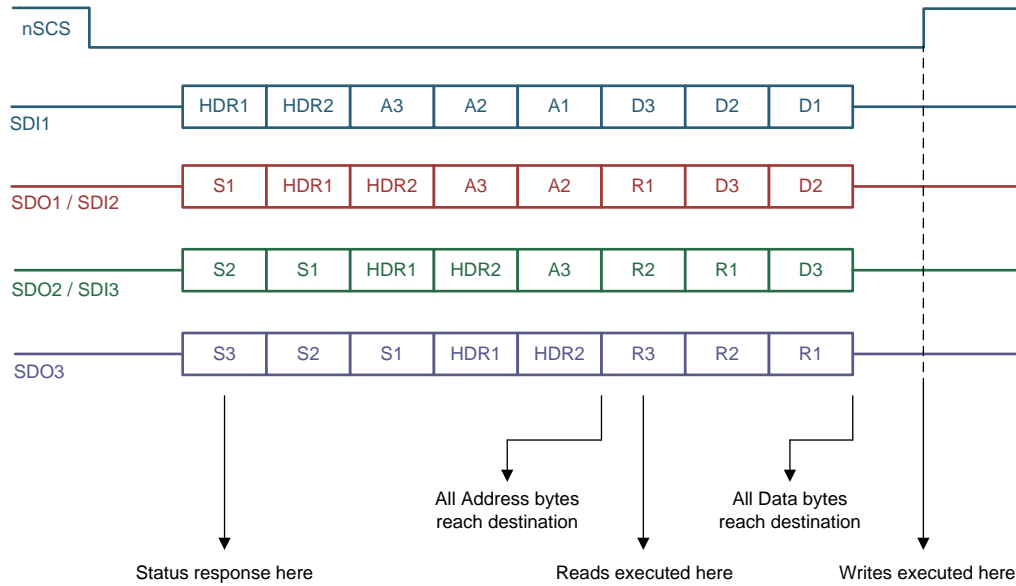 nSCS
HDR1 HDR2 A3 A2 A1 D3 D2 D1
SDI1
S1 HDR1 HDR2 A3 A2 R1 D3 D2
SDO1 / SDI2
S2 S1 HDR1 HDR2 A3 R2 R1 D3
SDO2 / SDI3
S3 S2 S1 HDR1 HDR2 R3 R2 R1
SDO3
All Address bytes
reach destination
All Data bytes
reach destination
Status response here
Reads executed here
Writes executed here